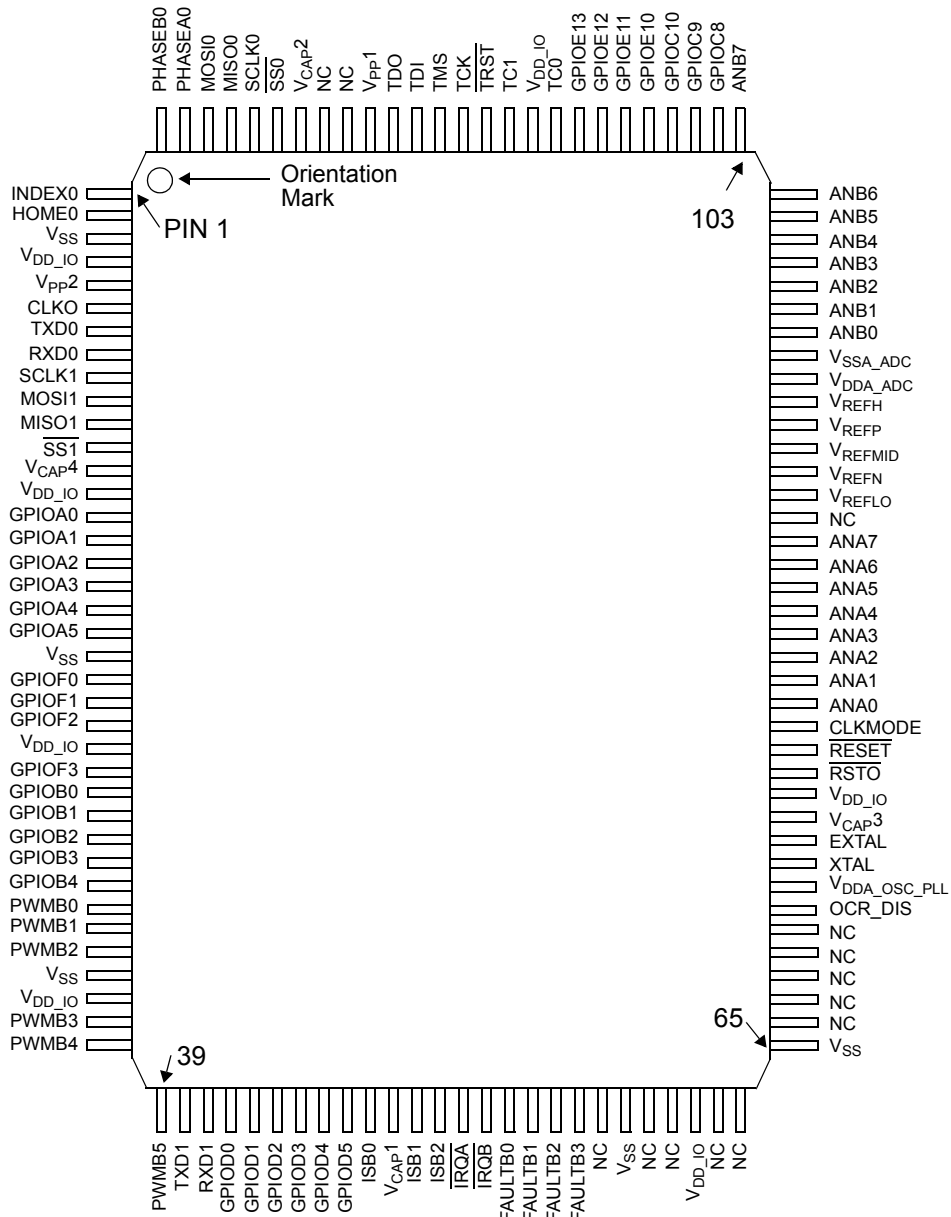 PHASEB0
PHASEA0
MOSI0
MISO0
SCLK0
SS0
VCAP2
NC
NC
VPP1
TDO
TDI
TMS
TCK
TRST
TC1
VDD_IO
TC0
GPIOE13
GPIOE12
GPIOE11
GPIOE10
GPIOC10
GPIOC9
GPIOC8
ANB7
Orientation
Mark
PIN 1
103
INDEX0
HOME0
VSS
VDD_IO
VPP2
CLKO
TXD0
RXD0
SCLK1
MOSI1
MISO1
SS1
VCAP4
VDD_IO
GPIOA0
GPIOA1
GPIOA2
GPIOA3
GPIOA4
GPIOA5
VSS
GPIOF0
GPIOF1
GPIOF2
VDD_IO
GPIOF3
GPIOB0
GPIOB1
GPIOB2
GPIOB3
GPIOB4
PWMB0
PWMB1
PWMB2
VSS
VDD_IO
PWMB3
PWMB4
ANB6
ANB5
ANB4
ANB3
ANB2
ANB1
ANB0
VSSA_ADC
VDDA_ADC
VREFH
VREFP
VREFMID
VREFN
VREFLO
NC
ANA7
ANA6
ANA5
ANA4
ANA3
ANA2
ANA1
ANA0
CLKMODE
RESET
RSTO
VDD_IO
VCAP3
EXTAL
XTAL
VDDA_OSC_PLL
OCR_DIS
NC
NC
NC
NC
NC
VSS
65
39
PWMB5
TXD1
RXD1
GPIOD0
GPIOD1
GPIOD2
GPIOD3
GPIOD4
GPIOD5
ISB0
VCAP1
ISB1
ISB2
IRQA
IRQB
FAULTB0
FAULTB1
FAULTB2
FAULTB3
NC
VSS
NC
NC
VDD_IO
NC
NC